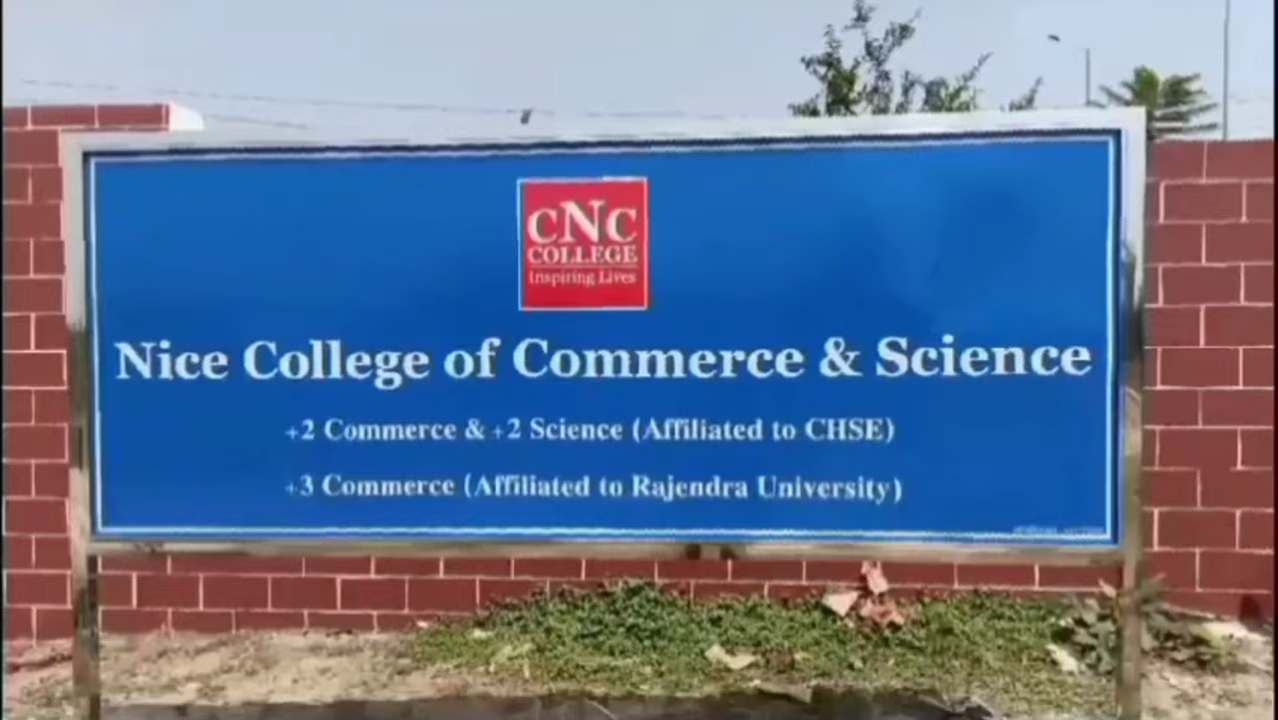 CNC
COLLEGE
Inspiring Lives
Nice College of Commerce & Science
+2 Commerce & +2 Science (Affiliated to CHSE)
+3 Commerce (Affiliated to Rajendra University)